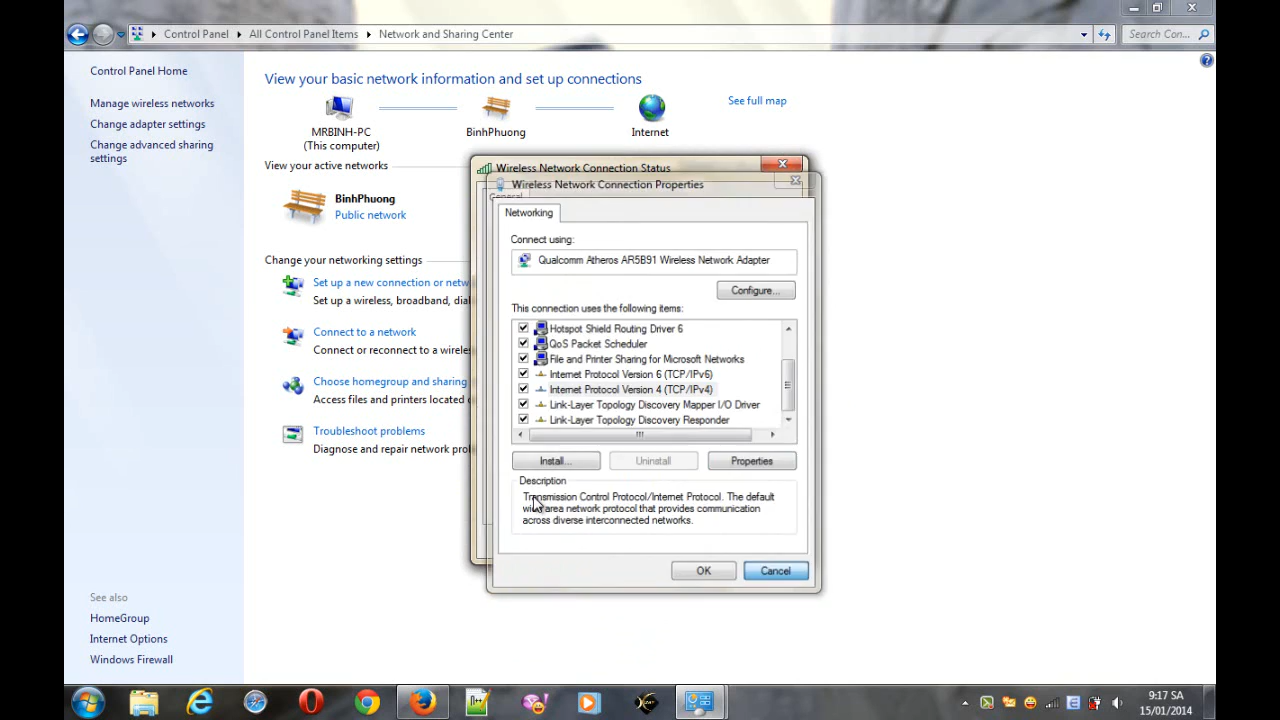 Control Panel
All Control Panel Items
Network and Sharing Center
Search Con...
Control Panel Home
Manage wireless networks
Change adapter settings
Change advanced sharing
settings
View your basic network information and set up connections
See full map
MRBINH-PC
(This computer)
BinhPhuong
Internet
View your active networks
BinhPhuong
Public network
Change your networking settings
Set up a new connection or netw
Set up a wireless, broadband, dial
Connect to a network
Connect or reconnect to a wireles
Choose homegroup and sharing
Access files and printers located o
Troubleshoot problems
Diagnose and repair network prol
Wireless Network Connection Status
Wireless Network Connection Properties
General
Networking
Connect using:
Qualcomm Atheros AR5B91 Wireless Network Adapter
Configure...
This connection uses the following items:
Hotspot Shield Routing Driver 6
QoS Packet Scheduler
File and Printer Sharing for Microsoft Networks
Internet Protocol Version 6 (TCP/IPv6)
Internet Protocol Version 4 (TCP/IPv4)
Link-Layer Topology Discovery Mapper I/O Driver
Link-Layer Topology Discovery Responder
Install...
Uninstall
Properties
Description
Transmission Control Protocol/Internet Protocol. The default
wide area network protocol that provides communication
across diverse interconnected networks.
OK
Cancel
See also
HomeGroup
Internet Options
Windows Firewall
9:17 SA
15/01/2014